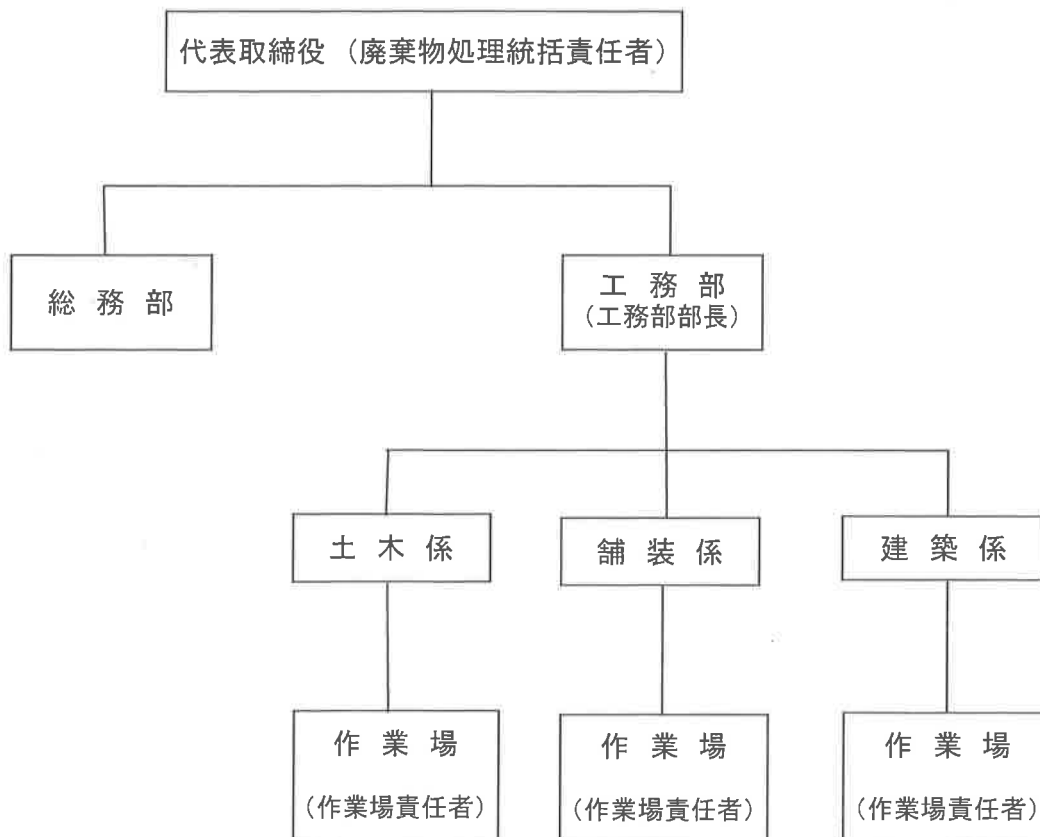 代表取締役（廃棄物処理統括責任者）
総務部
工務部
（工務部部長）
土木係
舗装係
建築係
作業場
（作業場責任者）
作業場
（作業場責任者）
作業場
（作業場責任者）